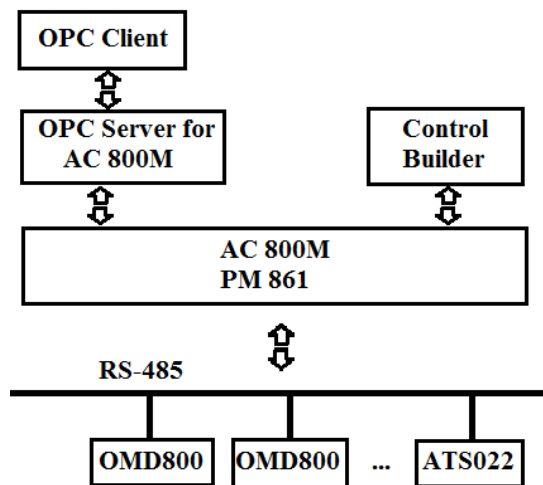 OPC Client
OPC Server for
AC 800M
Control
Builder
AC 800M
PM 861
RS-485
OMD800
OMD800
...
ATS022